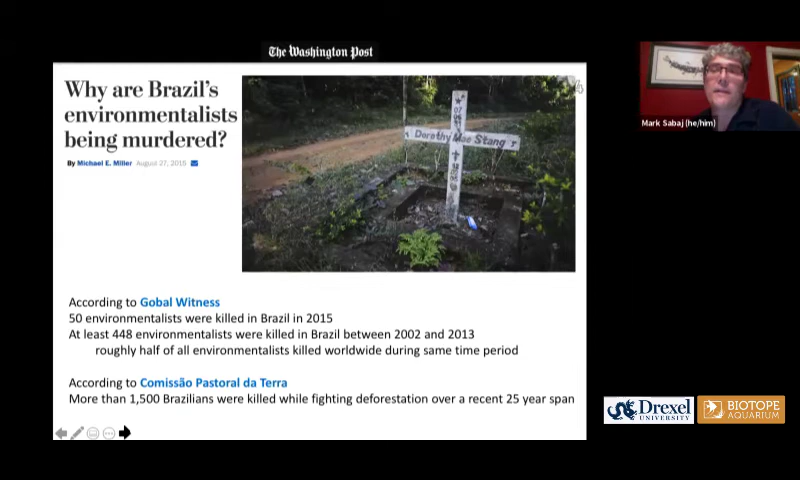 The Washington Post
Why are Brazil's
environmentalists
being murdered?
By Michael E. Miller August 27, 2015
Dorothy Mae Stang
According to Gobal Witness
50 environmentalists were killed in Brazil in 2015
At least 448 environmentalists were killed in Brazil between 2002 and 2013
roughly half of all environmentalists killed worldwide during same time period
According to Comissão Pastoral da Terra
More than 1,500 Brazilians were killed while fighting deforestation over a recent 25 year span
Mark Sabaj (he/him)
Drexel
UNIVERSITY
BIOTOPE
AQUARIUM